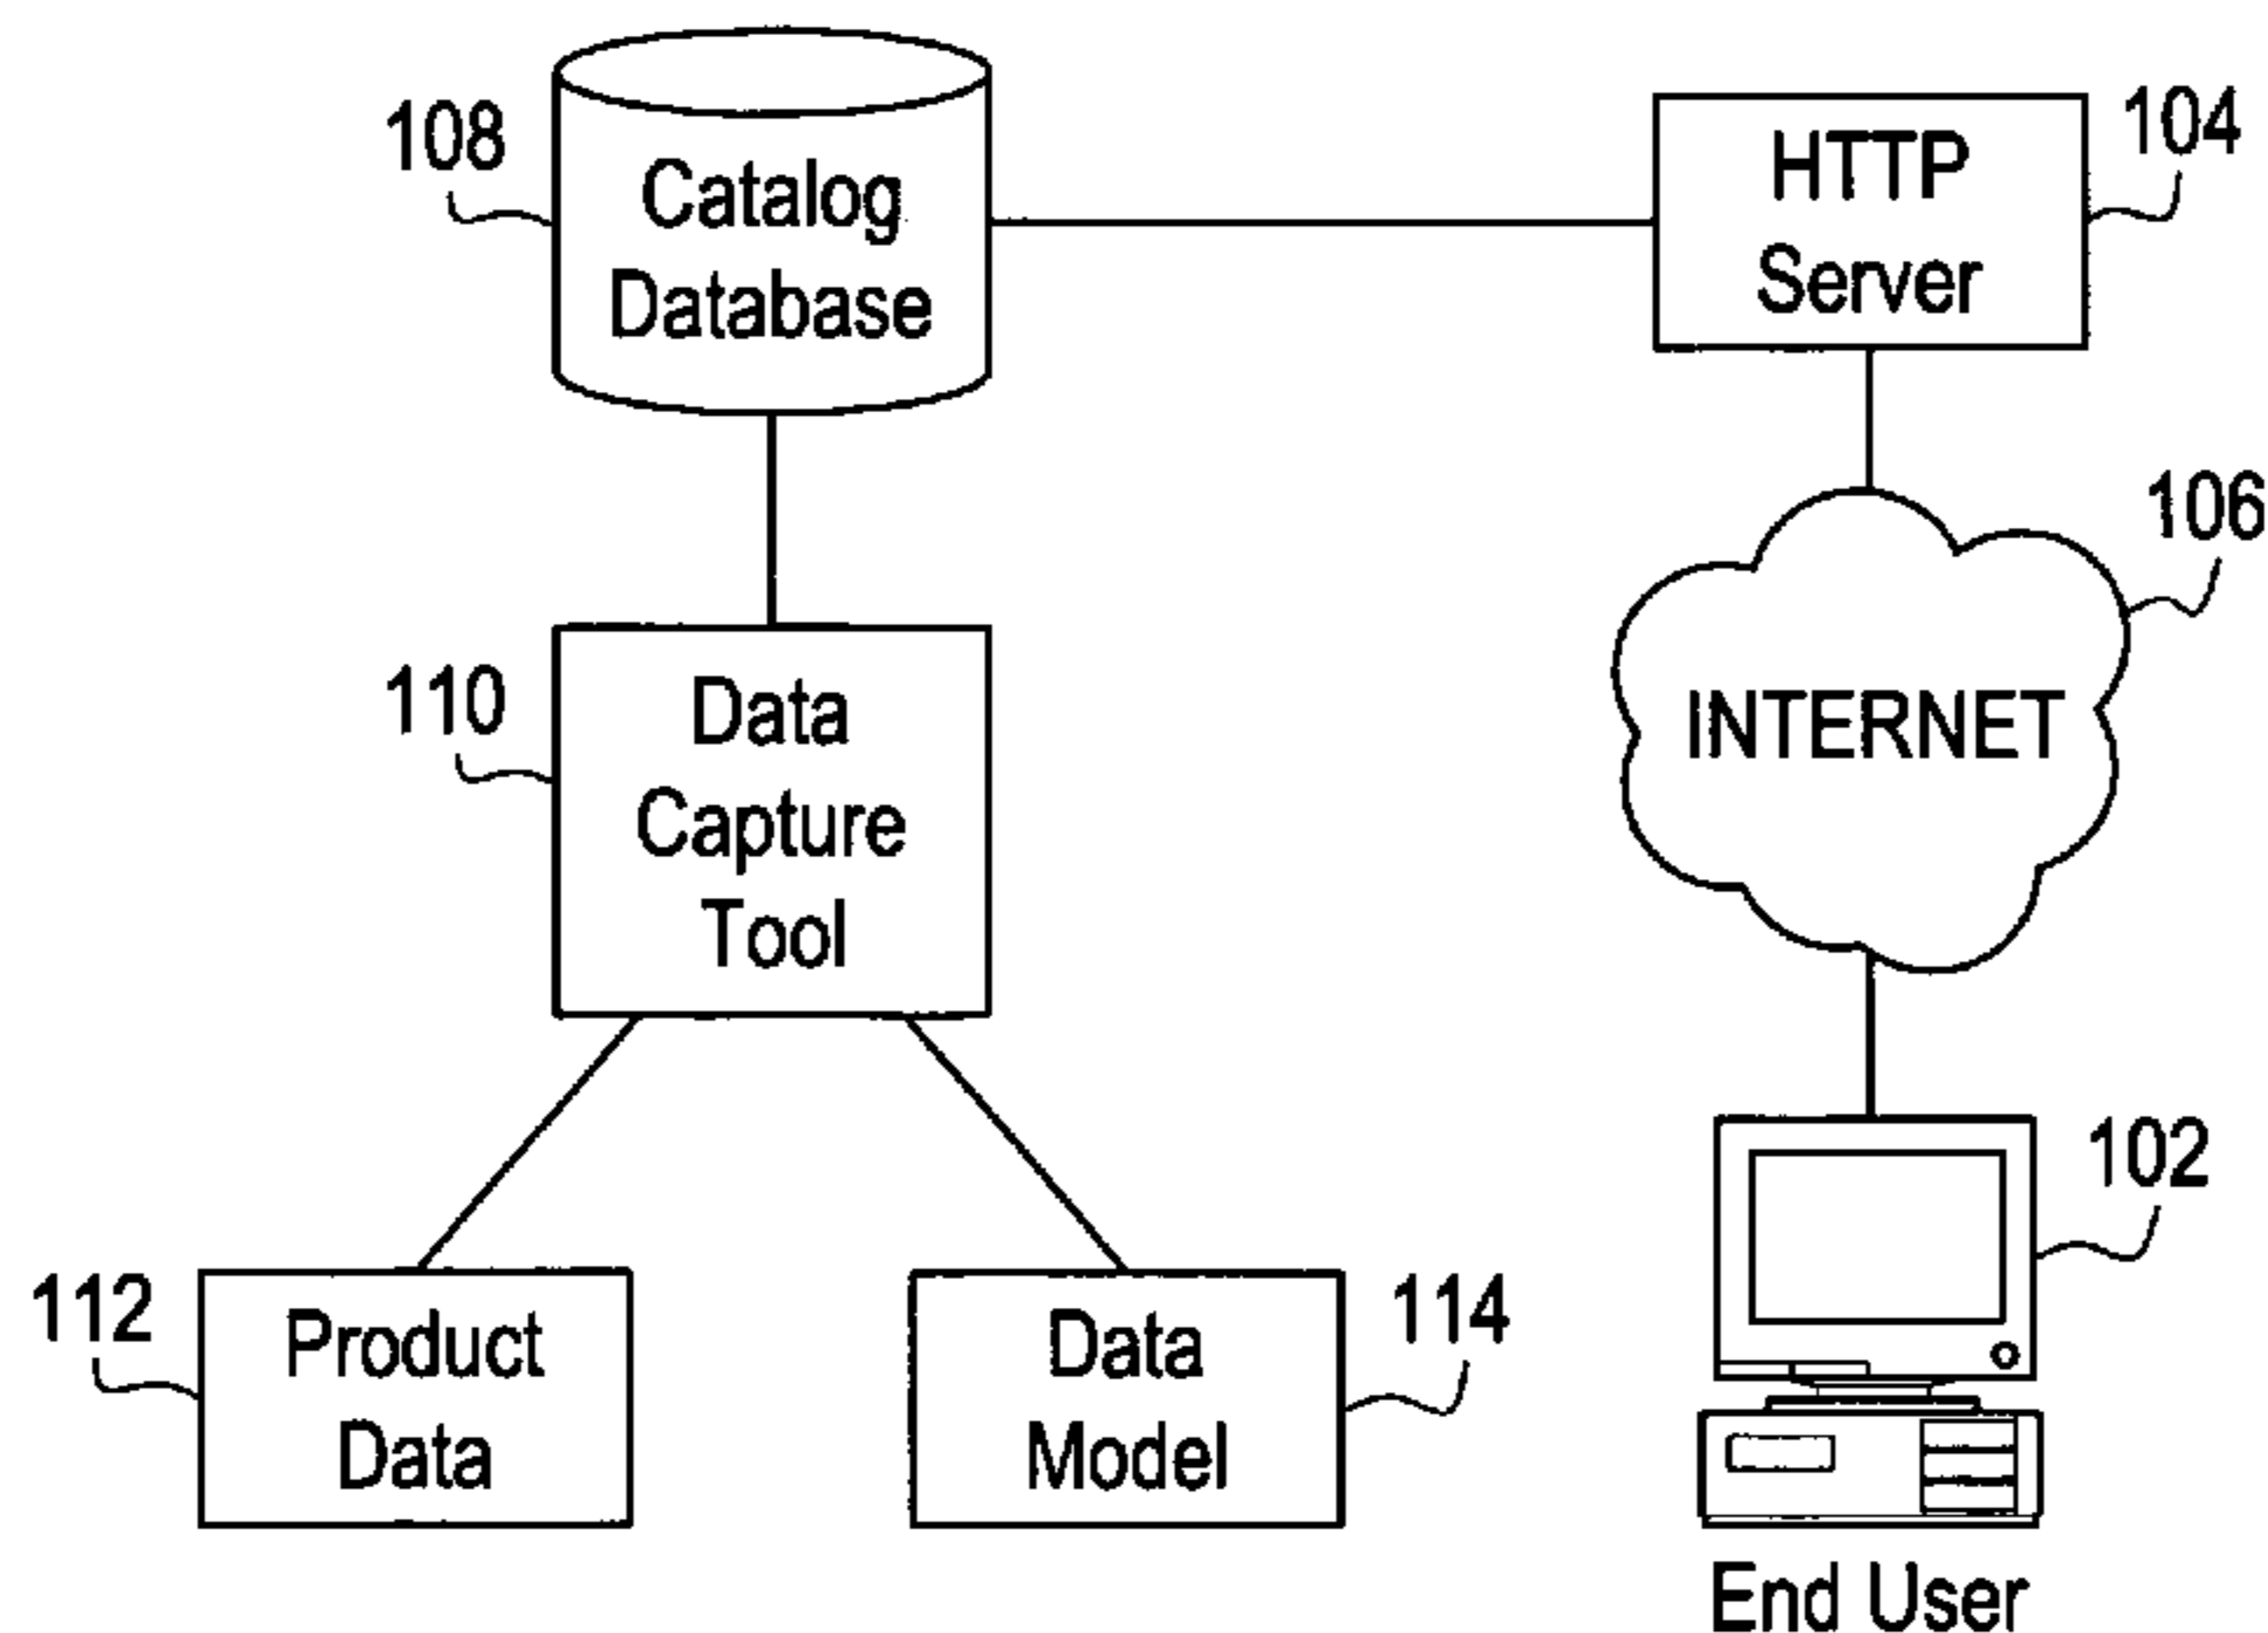 108
Catalog
Database
HTTP
Server
104
106
INTERNET
110
Data
Capture
Tool
102
112
Product
Data
Data
Model
114
End User